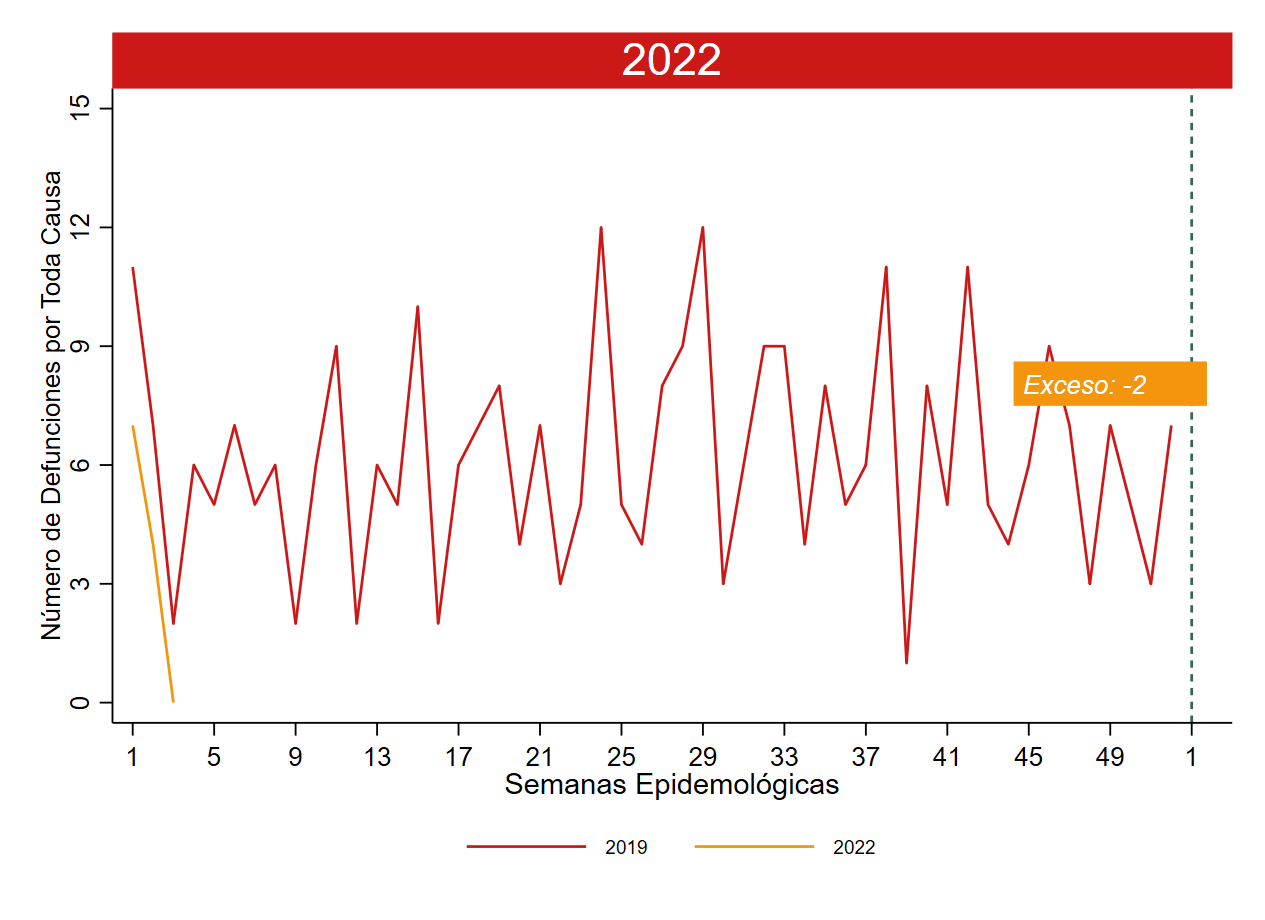 2022
Número de Defunciones por Toda Causa
15
12
9
6
3
0
Exceso: -2
1 5 9 13 17 21 25 29 33 37 41 45 49 1
Semanas Epidemológicas
2019 2022